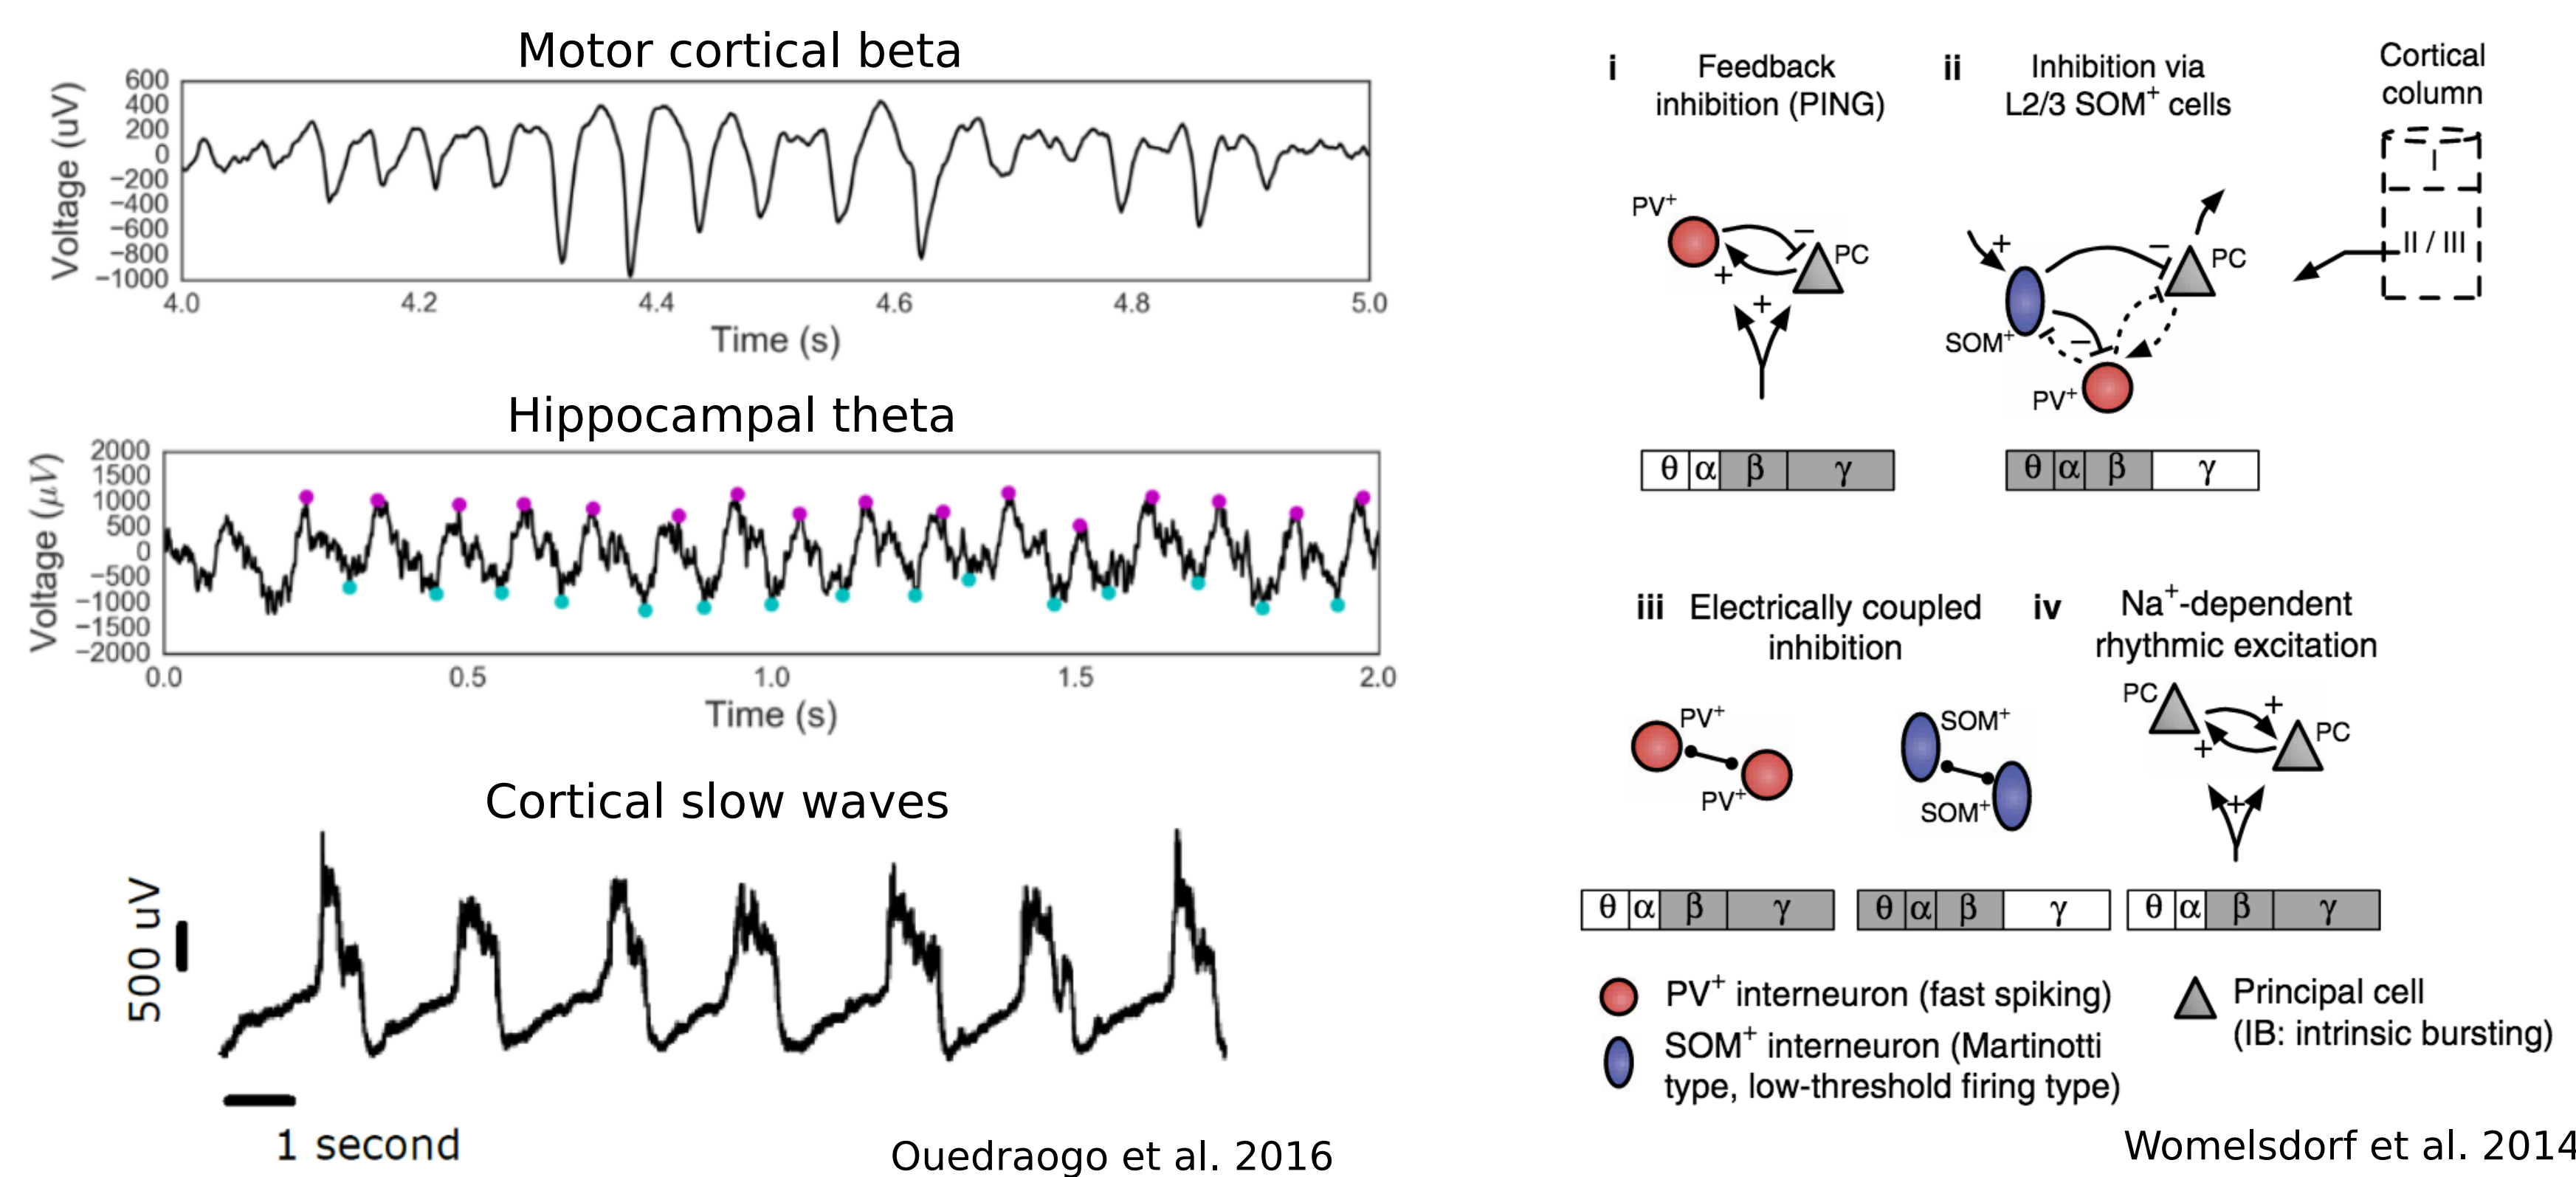 Motor cortical beta
Voltage (uV)
600
400
200
0
−200
−400
−600
−800
−1000
4.0 4.2 4.4 4.6 4.8 5.0
Time (s)
Hippocampal theta
Voltage (μV)
2000
1500
1000
500
0
−500
−1000
−1500
−2000
0.0 0.5 1.0 1.5 2.0
Time (s)
Cortical slow waves
500 uV
1 second
Ouedraogo et al. 2016
i Feedback
inhibition (PING)
PV⁺
−
PC
+
+
θ α β γ
ii Inhibition via
L2/3 SOM⁺ cells
+
−
PC
SOM⁺
−
PV⁺
θ α β γ
Cortical
column
I
II / III
iii Electrically coupled
inhibition
PV⁺
PV⁺
SOM⁺
SOM⁺
θ α β γ
θ α β γ
iv Na⁺-dependent
rhythmic excitation
PC
+
PC
+
+
θ α β γ
PV⁺ interneuron (fast spiking)
SOM⁺ interneuron (Martinotti
type, low-threshold firing type)
Principal cell
(IB: intrinsic bursting)
Womelsdorf et al. 2014